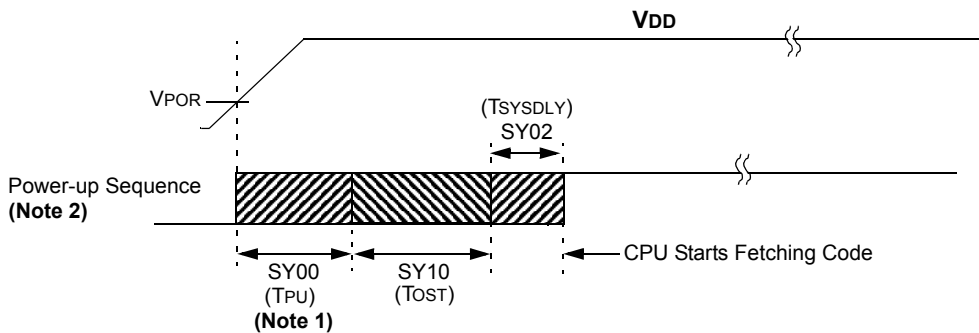 VDD
VPOR
(TSYSDLY)
SY02
Power-up Sequence
(Note 2)
CPU Starts Fetching Code
SY00
(TPU)
(Note 1)
SY10
(TOST)